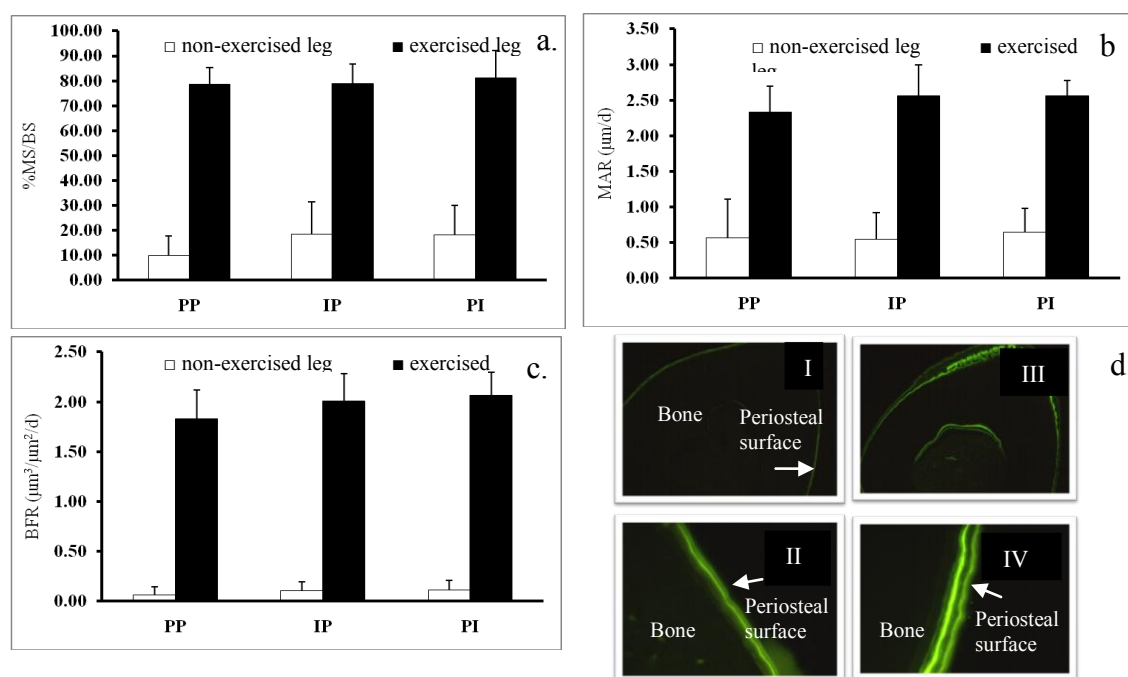 100.00
90.00
80.00
70.00
60.00
50.00
40.00
30.00
20.00
10.00
0.00
%MS/BS
non-exercised leg exercised leg
a.
PP IP PI
3.50
3.00
2.50
2.00
1.50
1.00
0.50
0.00
MAR (µm/d)
non-exercised leg exercised
b
PP IP PI
2.50
2.00
1.50
1.00
0.50
0.00
BFR (µm³/µm²/d)
non-exercised leg exercised
c.
PP IP PI
d.
I
Bone Periosteal
surface
III
II
Periosteal
Bone surface
IV
Periosteal
Bone surface